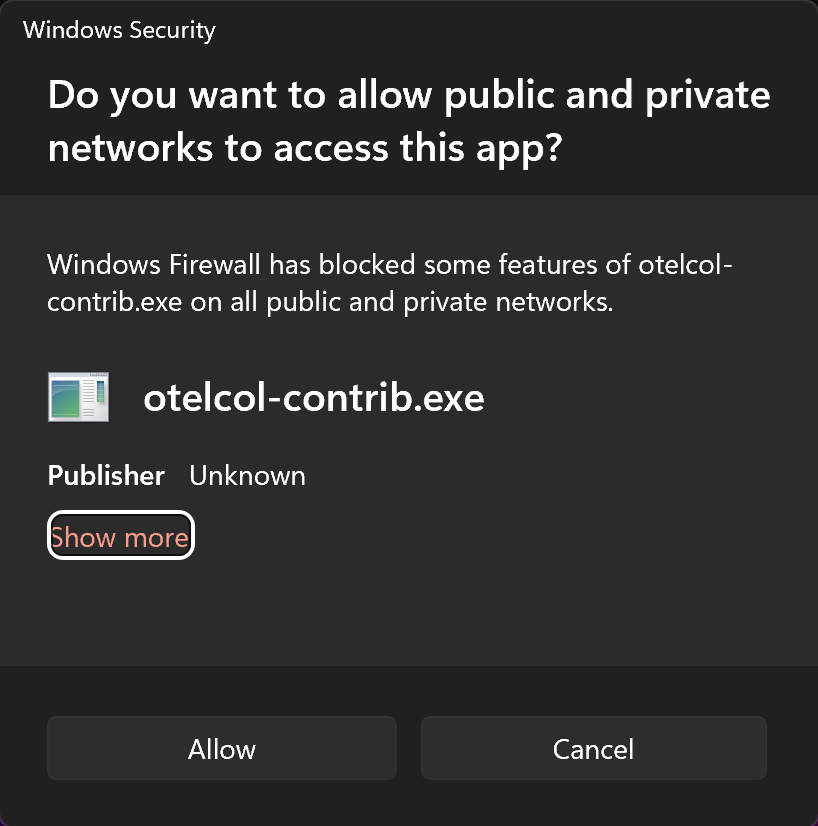 Windows Security
Do you want to allow public and private
networks to access this app?
Windows Firewall has blocked some features of otelcol-
contrib.exe on all public and private networks.
otelcol-contrib.exe
Publisher Unknown
Show more
Allow Cancel